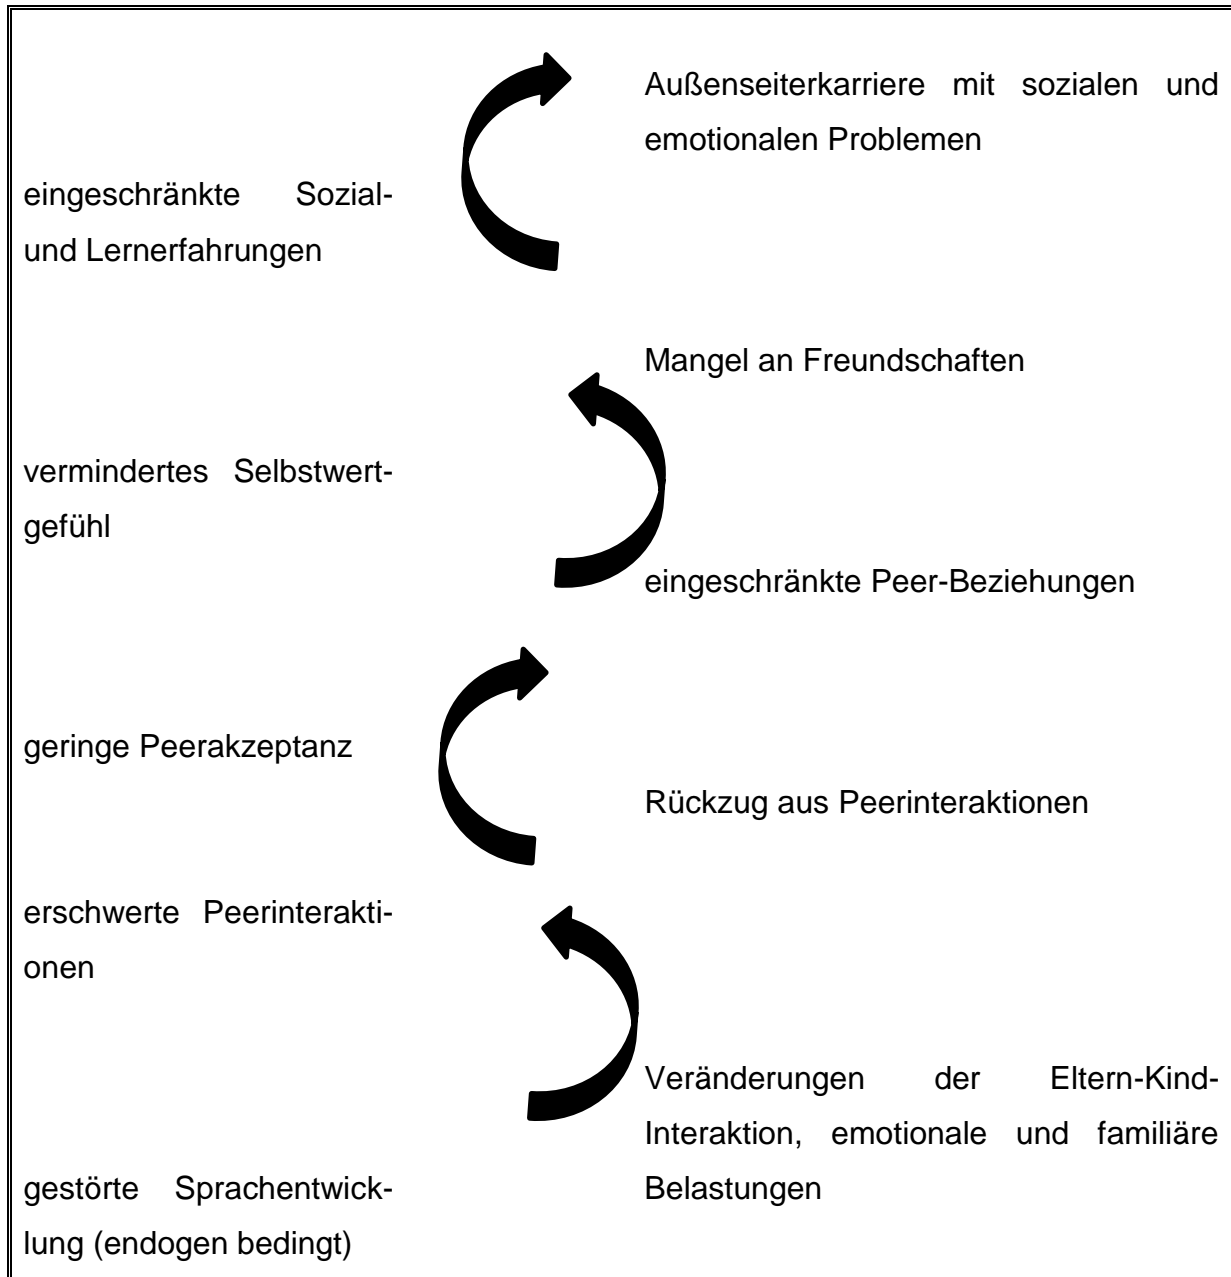 Außenseiterkarriere mit sozialen und
emotionalen Problemen
eingeschränkte Sozial-
und Lernerfahrungen
Mangel an Freundschaften
vermindertes Selbstwert-
gefühl
eingeschränkte Peer-Beziehungen
geringe Peerakzeptanz
Rückzug aus Peerinteraktionen
erschwerte Peerinterakti-
onen
Veränderungen der Eltern-Kind-
Interaktion, emotionale und familiäre
Belastungen
gestörte Sprachentwick-
lung (endogen bedingt)